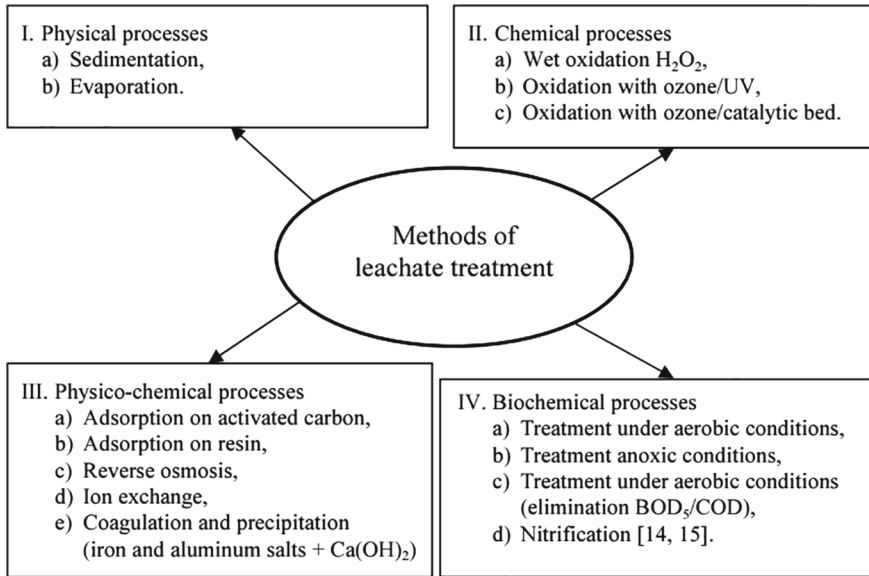 I. Physical processes
a) Sedimentation,
b) Evaporation.
II. Chemical processes
a) Wet oxidation H₂O₂,
b) Oxidation with ozone/UV,
c) Oxidation with ozone/catalytic bed.
Methods of
leachate treatment
III. Physico-chemical processes
a) Adsorption on activated carbon,
b) Adsorption on resin,
c) Reverse osmosis,
d) Ion exchange,
e) Coagulation and precipitation
(iron and aluminum salts + Ca(OH)₂)
IV. Biochemical processes
a) Treatment under aerobic conditions,
b) Treatment anoxic conditions,
c) Treatment under aerobic conditions
(elimination BOD₅/COD),
d) Nitrification [14, 15].